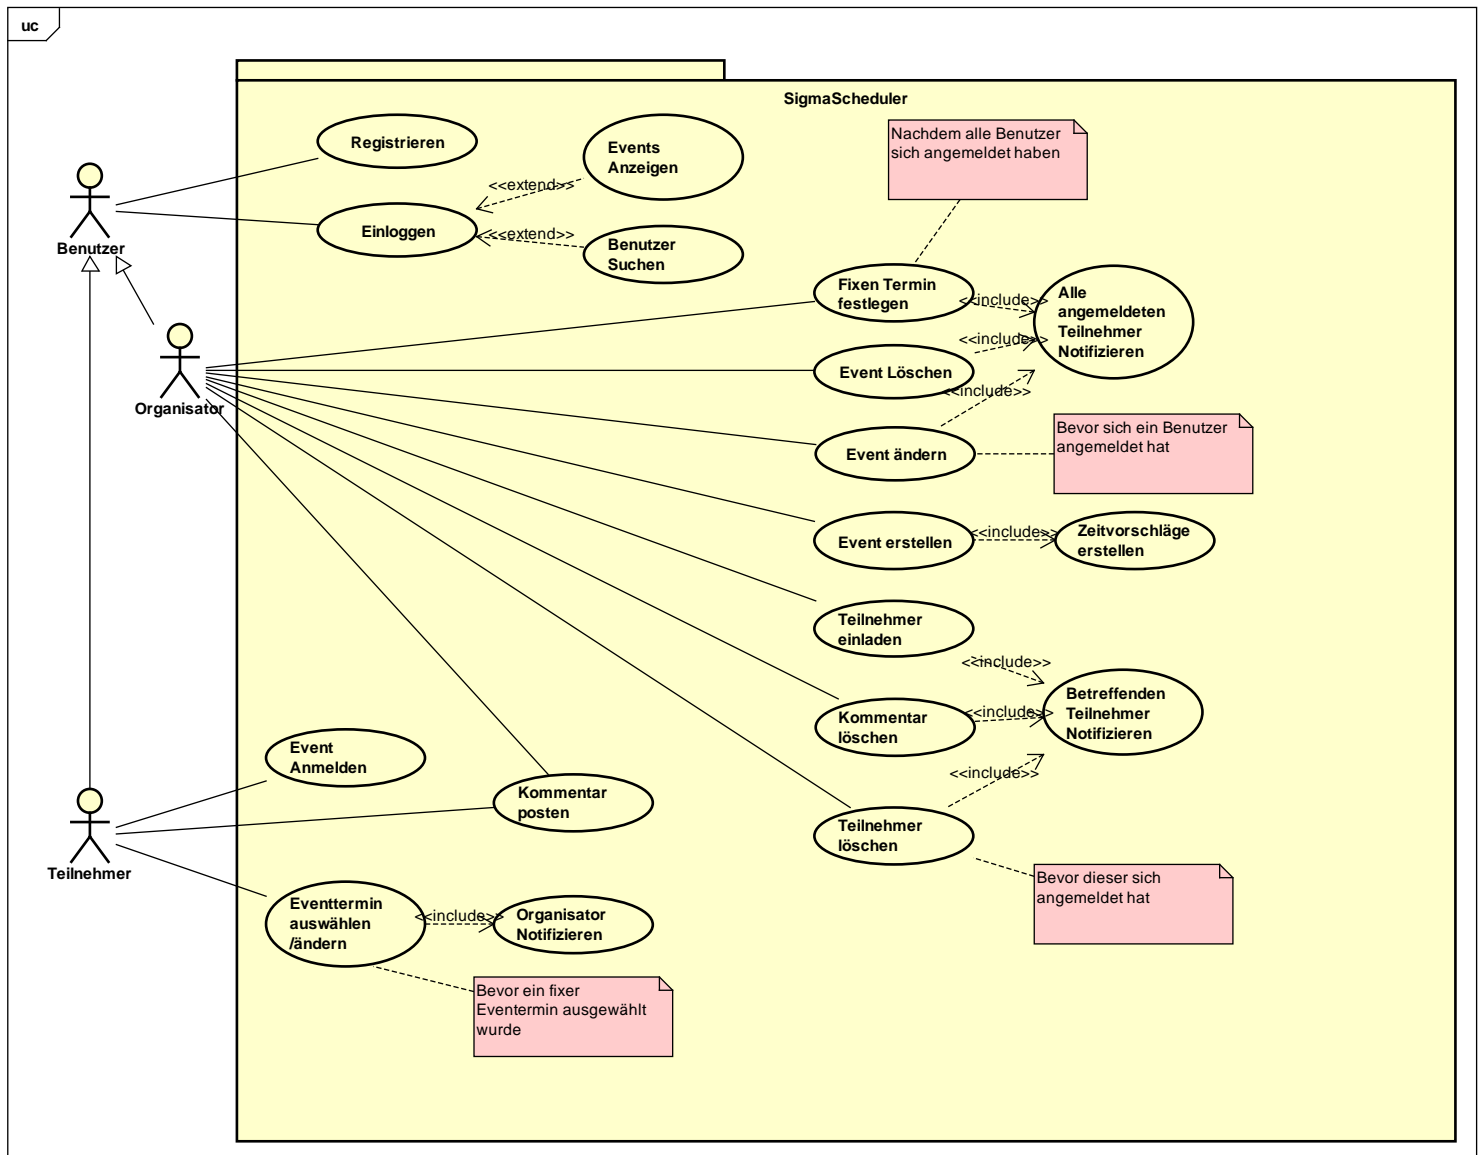 uc
SigmaScheduler
Registrieren
Events
Anzeigen
Nachdem alle Benutzer
sich angemeldet haben
<<extend>>
Benutzer
Einloggen
<<extend>>
Benutzer
Suchen
Fixen Termin
festlegen
<<include>>
Alle
angemeldeten
Teilnehmer
Notifizieren
Organisator
Event Löschen
<<include>>
<<include>>
Event ändern
Bevor sich ein Benutzer
angemeldet hat
Event erstellen
<<include>>
Zeitvorschläge
erstellen
Teilnehmer
einladen
<<include>>
Kommentar
löschen
<<include>>
Betreffenden
Teilnehmer
Notifizieren
<<include>>
Event
Anmelden
Kommentar
posten
Teilnehmer
löschen
Teilnehmer
Bevor dieser sich
angemeldet hat
Eventtermin
auswählen
/ändern
<<include>>
Organisator
Notifizieren
Bevor ein fixer
Eventermin ausgewählt
wurde